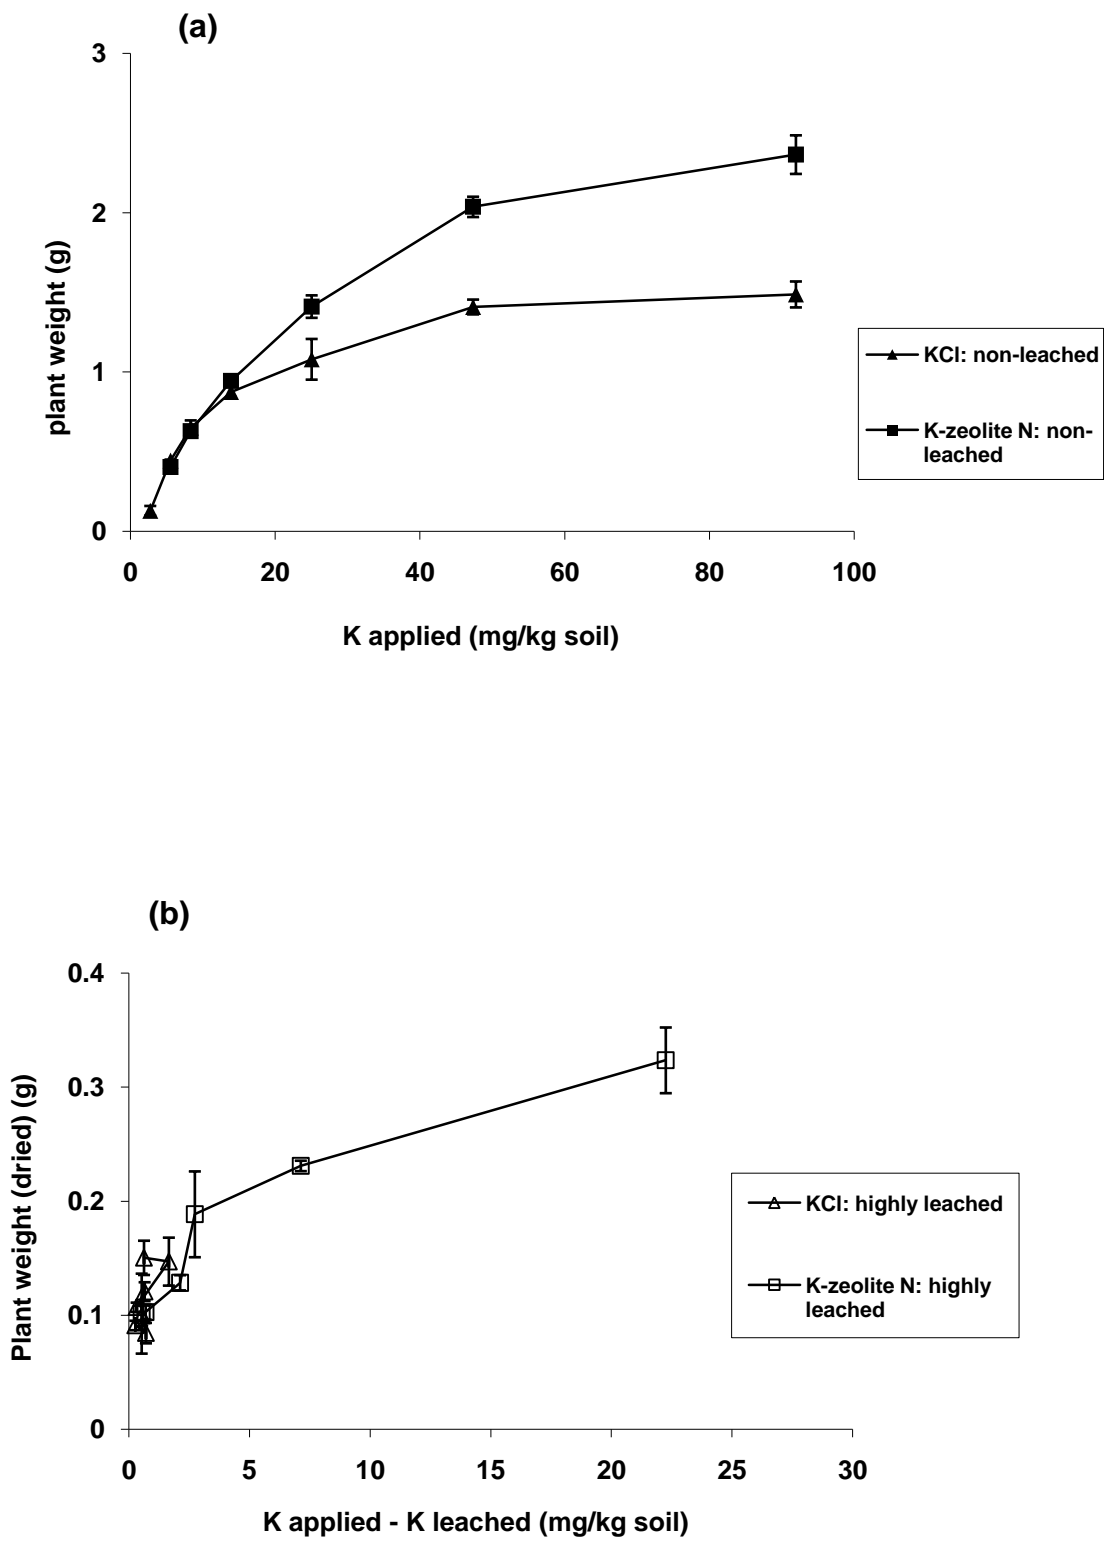 (a)
3
2
1
0
plant weight (g)
0 20 40 60 80 100
K applied (mg/kg soil)
KCl: non-leached
K-zeolite N: non-
leached
(b)
0.4
0.3
0.2
0.1
0
Plant weight (dried) (g)
0 5 10 15 20 25 30
K applied - K leached (mg/kg soil)
KCl: highly leached
K-zeolite N: highly
leached